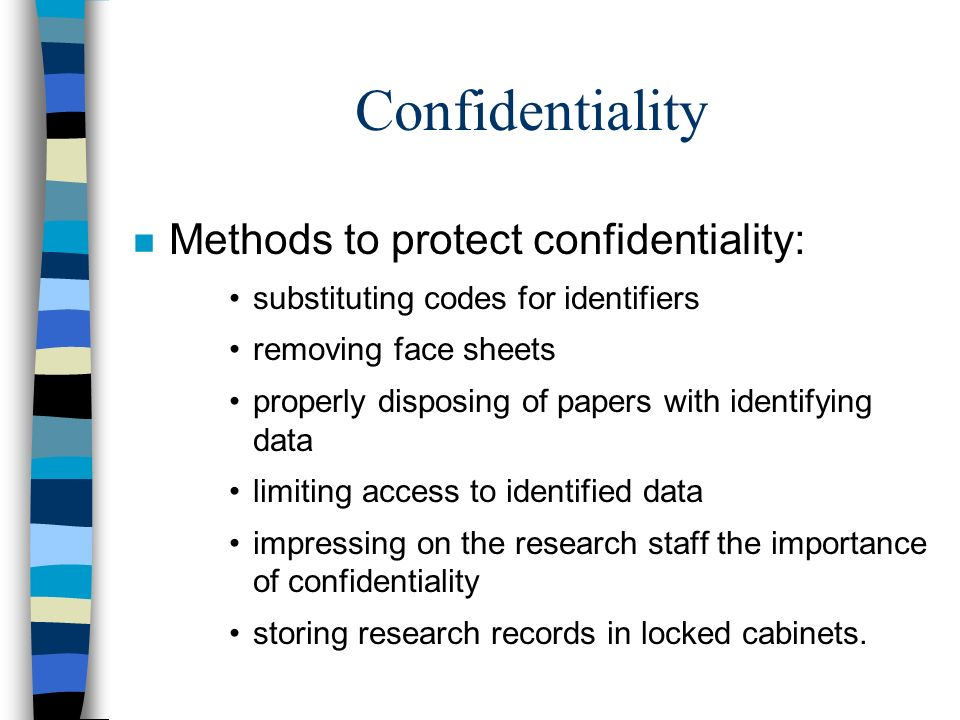 Confidentiality
■ Methods to protect confidentiality:
• substituting codes for identifiers
• removing face sheets
• properly disposing of papers with identifying
data
• limiting access to identified data
• impressing on the research staff the importance
of confidentiality
• storing research records in locked cabinets.